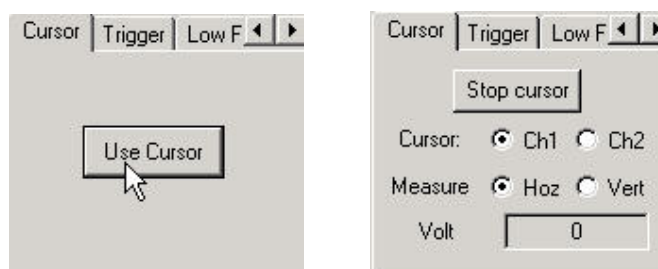 Cursor Trigger Low F
Use Cursor
Cursor Trigger Low F
Stop cursor
Cursor: Ch1 Ch2
Measure Hoz Vert
Volt 0